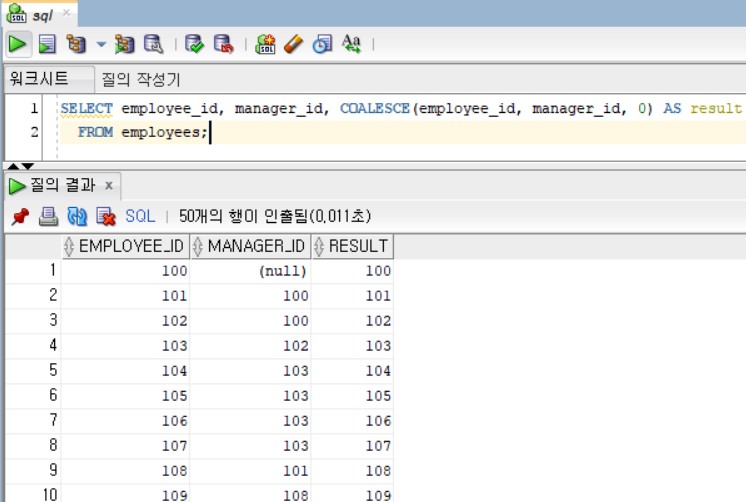 sql
워크시트 질의 작성기
1 SELECT employee_id, manager_id, COALESCE(employee_id, manager_id, 0) AS result
2 FROM employees;
질의 결과 x
SQL | 50개의 행이 인출됨(0,011초)
EMPLOYEE_ID MANAGER_ID RESULT
1 100 (null) 100
2 101 100 101
3 102 100 102
4 103 102 103
5 104 103 104
6 105 103 105
7 106 103 106
8 107 103 107
9 108 101 108
10 109 108 109